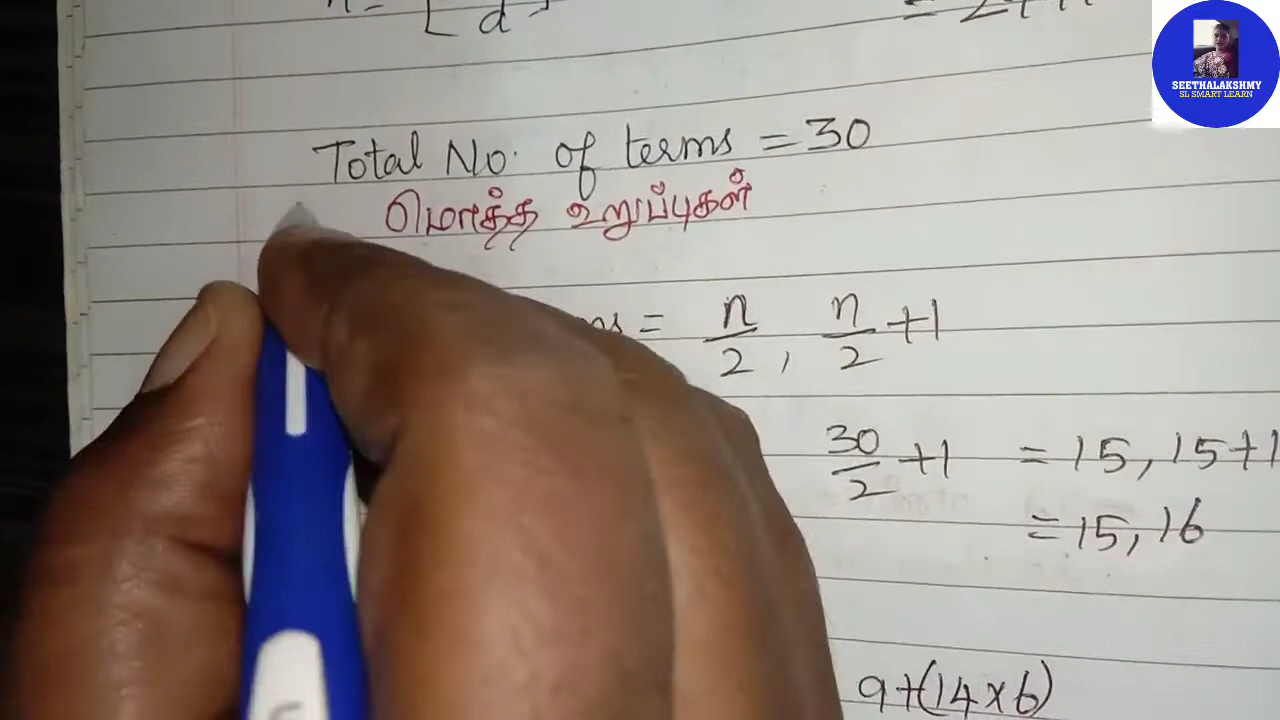 SEETHALAKSHMY
SL SMART LEARN
Total No. of terms = 30
மொத்த உறுப்புகள்
= n/2, n/2 +1
30/2 +1 = 15, 15+1
= 15, 16
9+(14×6)